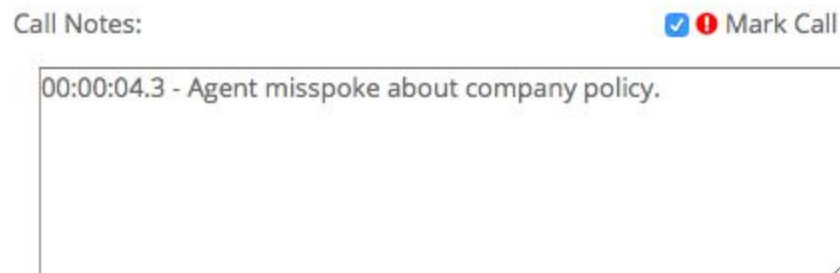 Call Notes:
Mark Call
00:00:04.3 - Agent misspoke about company policy.